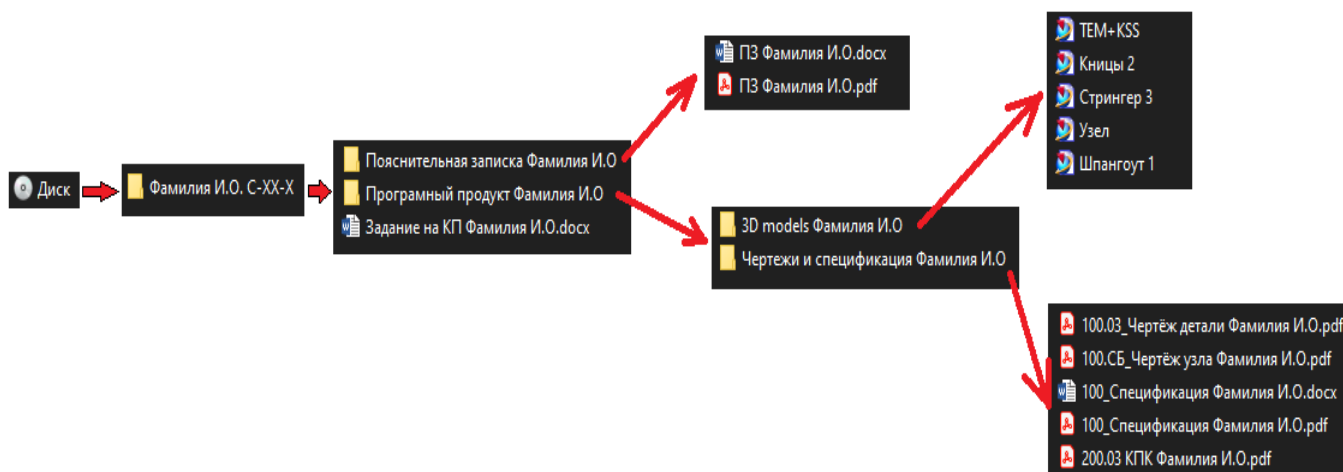 Диск
Фамилия И.О. С-ХХ-Х
Пояснительная записка Фамилия И.О
Програмный продукт Фамилия И.О
Задание на КП Фамилия И.О.docx
ПЗ Фамилия И.О.docx
ПЗ Фамилия И.О.pdf
3D models Фамилия И.О
Чертежи и спецификация Фамилия И.О
TEM+KSS
Кницы 2
Стрингер 3
Узел
Шпангоут 1
100.03_Чертёж детали Фамилия И.О.pdf
100.СБ_Чертёж узла Фамилия И.О.pdf
100_Спецификация Фамилия И.О.docx
100_Спецификация Фамилия И.О.pdf
200.03 КПК Фамилия И.О.pdf